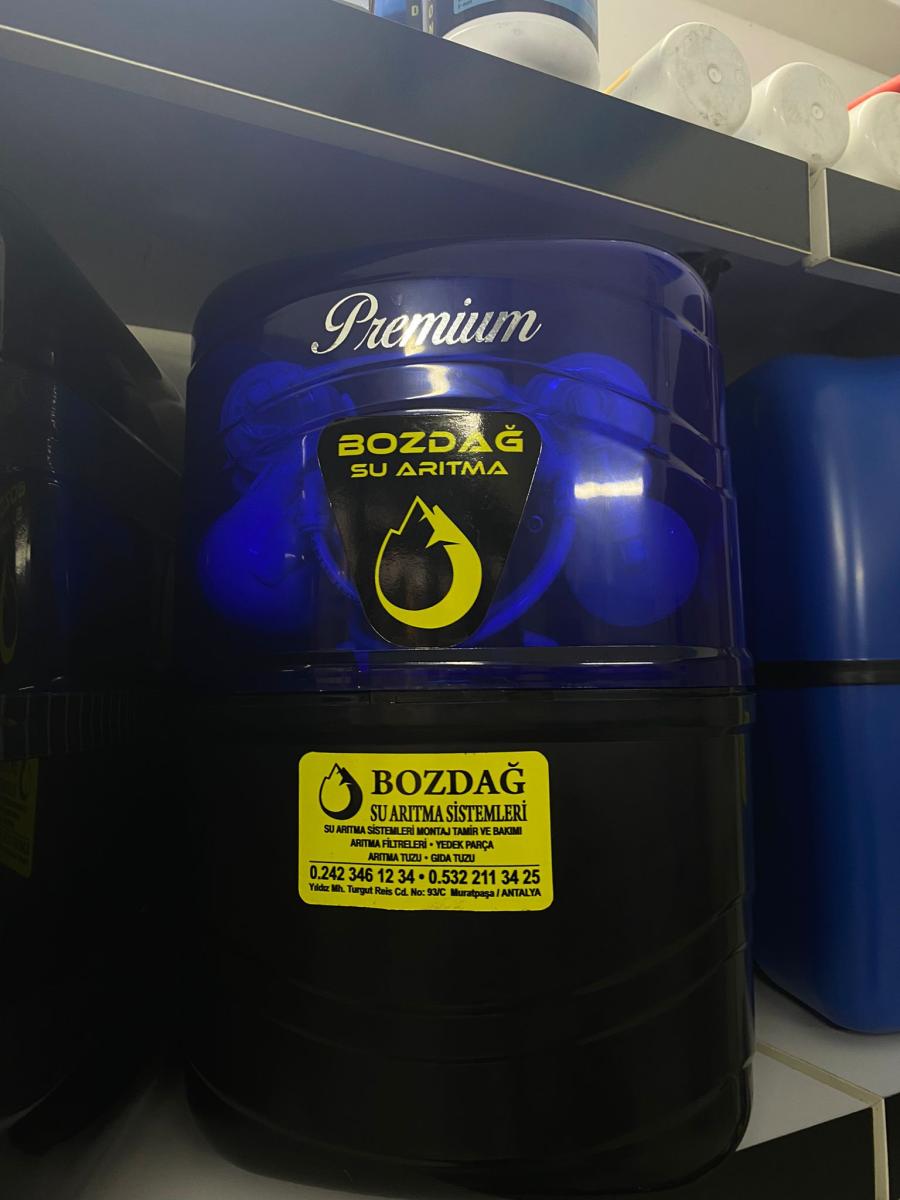 Premium
BOZDAĞ
SU ARITMA
BOZDAĞ
SU ARITMA SİSTEMLERİ
SU ARITMA SİSTEMLERİ MONTAJ TAMİR VE BAKIMI
ARITMA FİLTRELERİ • YEDEK PARÇA
ARITMA TUZU • GIDA TUZU
0.242 346 12 34 • 0.532 211 34 25
Yıldız Mh. Turgut Reis Cd. No: 93/C Muratpaşa / ANTALYA